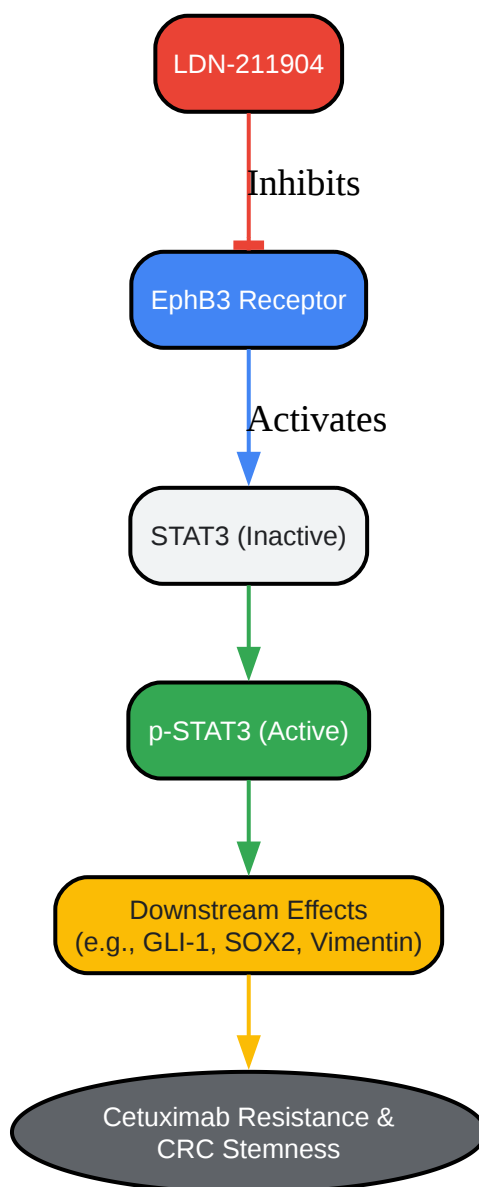 LDN-211904
Inhibits
EphB3 Receptor
Activates
STAT3 (Inactive)
p-STAT3 (Active)
Downstream Effects
(e.g., GLI-1, SOX2, Vimentin)
Cetuximab Resistance &
CRC Stemness